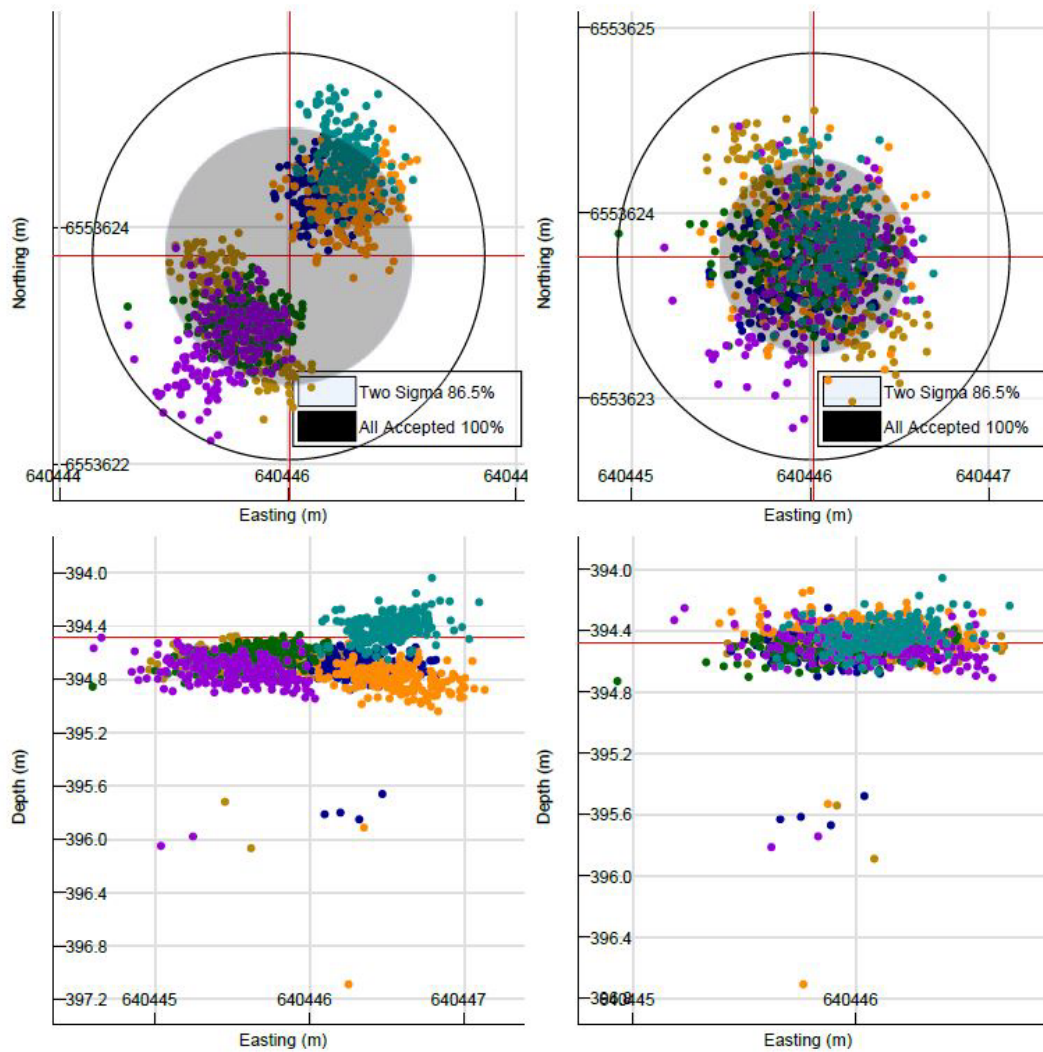 6553624
6553622
Northing (m)
Two Sigma 86.5%
All Accepted 100%
640444
640446
64044
Easting (m)
6553625
6553624
6553623
Northing (m)
Two Sigma 86.5%
All Accepted 100%
640445
640446
640447
Easting (m)
-394.0
-394.4
-394.8
-395.2
-395.6
-396.0
-396.4
-396.8
-397.2
Depth (m)
640445
640446
640447
Easting (m)
-394.0
-394.4
-394.8
-395.2
-395.6
-396.0
-396.4
-396.8
Depth (m)
640445
640446
Easting (m)